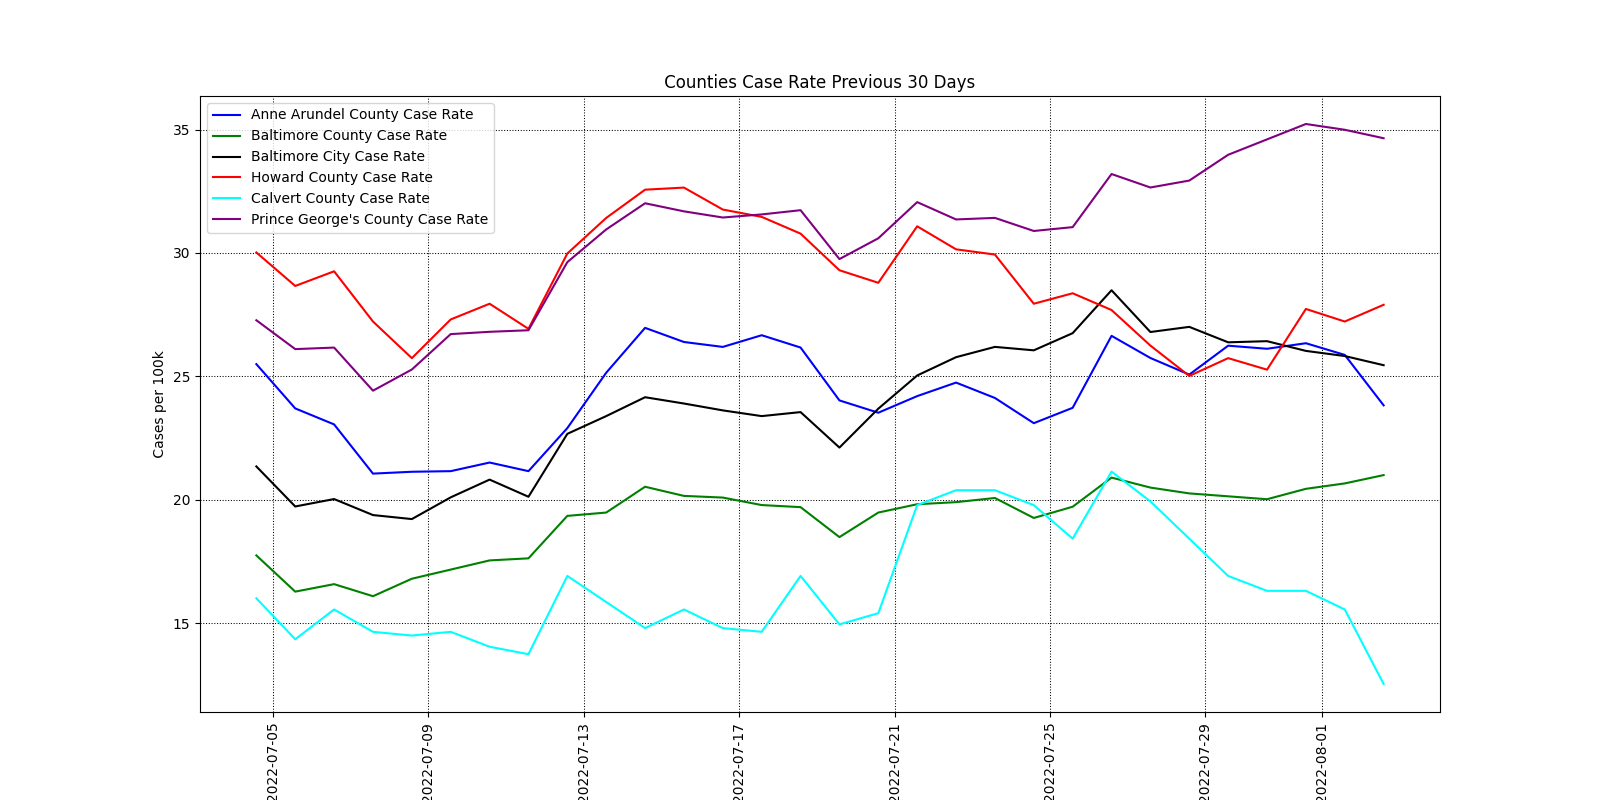 Counties Case Rate Previous 30 Days
Anne Arundel County Case Rate
Baltimore County Case Rate
Baltimore City Case Rate
Howard County Case Rate
Calvert County Case Rate
Prince George's County Case Rate
Cases per 100k
35
30
25
20
15
2022-07-05
2022-07-09
2022-07-13
2022-07-17
2022-07-21
2022-07-25
2022-07-29
2022-08-01